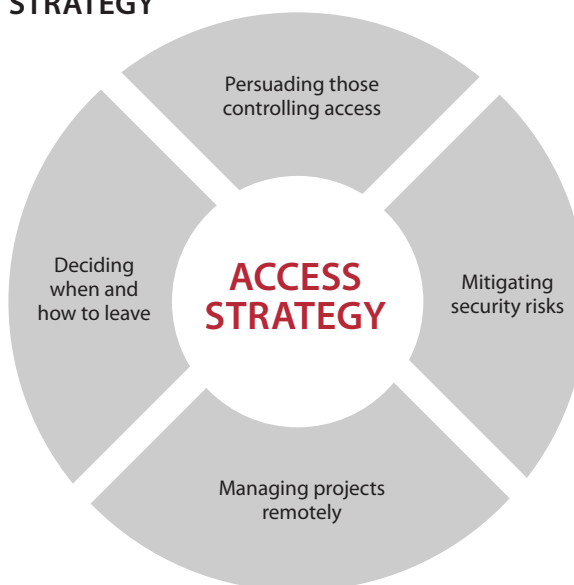 STRATEGY
Persuading those
controlling access
Deciding
when and
how to leave
ACCESS
STRATEGY
Mitigating
security risks
Managing projects
remotely